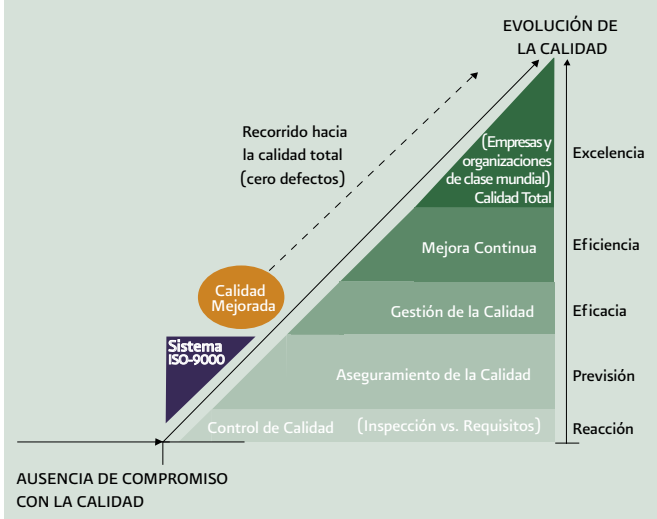 EVOLUCIÓN DE
LA CALIDAD
Recorrido hacia
la calidad total
(cero defectos)
(Empresas y
organizaciones
de clase mundial)
Calidad Total
Excelencia
Mejora Continua
Eficiencia
Calidad
Mejorada
Gestión de la Calidad
Eficacia
Sistema
ISO-9000
Aseguramiento de la Calidad
Previsión
Control de Calidad (Inspección vs. Requisitos)
Reacción
AUSENCIA DE COMPROMISO
CON LA CALIDAD